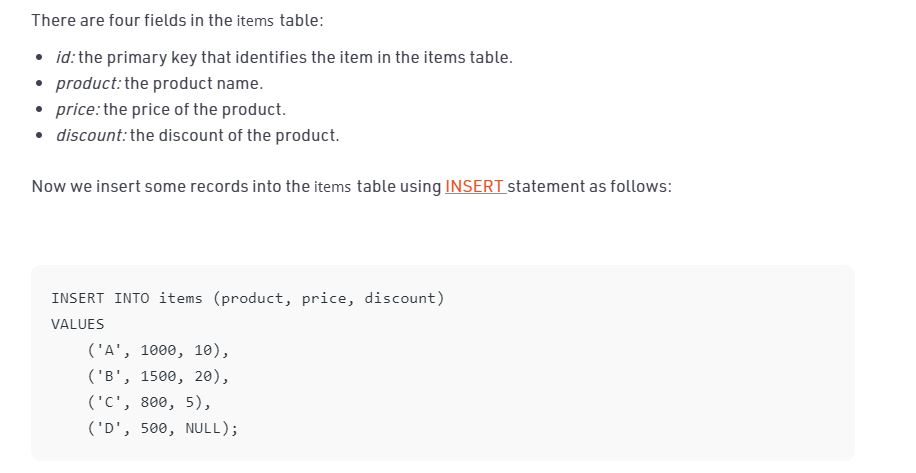 There are four fields in the items table:
• id: the primary key that identifies the item in the items table.
• product: the product name.
• price: the price of the product.
• discount: the discount of the product.
Now we insert some records into the items table using INSERT statement as follows:
INSERT INTO items (product, price, discount)
VALUES
('A', 1000, 10),
('B', 1500, 20),
('C', 800, 5),
('D', 500, NULL);